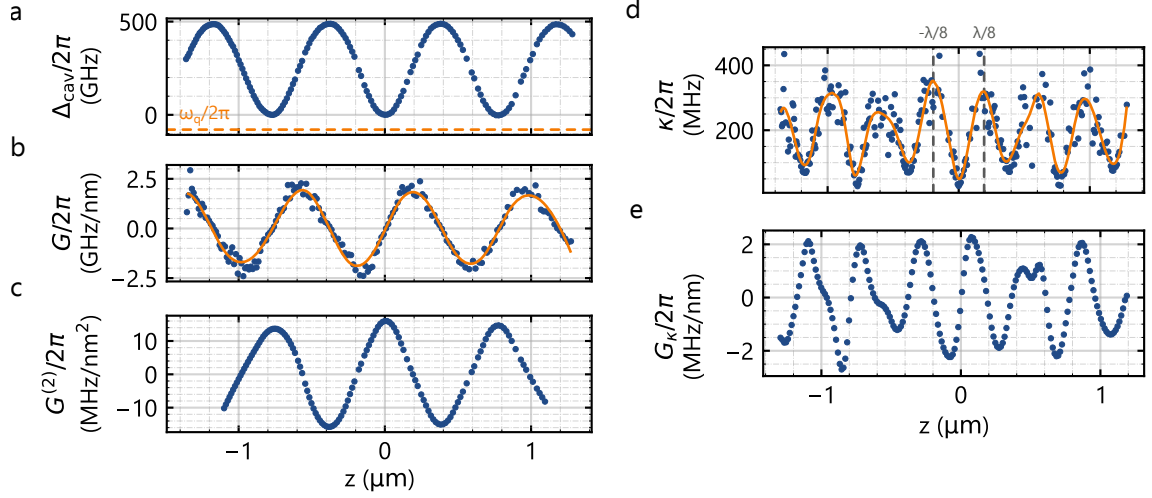 a
Δcav/2π
(GHz)
500
0
ωq/2π
b
G/2π
(GHz/nm)
2.5
0.0
−2.5
c
G(2)/2π
(MHz/nm2)
10
0
−10
−1
0
1
z (μm)
d
-λ/8
λ/8
κ/2π
(MHz)
400
200
e
Gκ/2π
(MHz/nm)
2
0
−2
−1
0
1
z (μm)